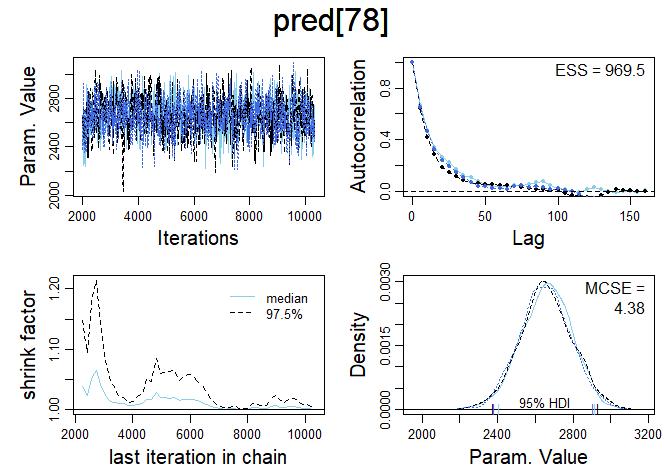 pred[78]
Param. Value
2000 2400 2800
2000 4000 6000 8000 10000
Iterations
Autocorrelation
0.0 0.4 0.8
ESS = 969.5
0 50 100 150
Lag
shrink factor
1.00 1.10 1.20
median
97.5%
2000 4000 6000 8000 10000
last iteration in chain
Density
0.0000 0.0015 0.0030
MCSE =
4.38
95% HDI
2000 2400 2800 3200
Param. Value